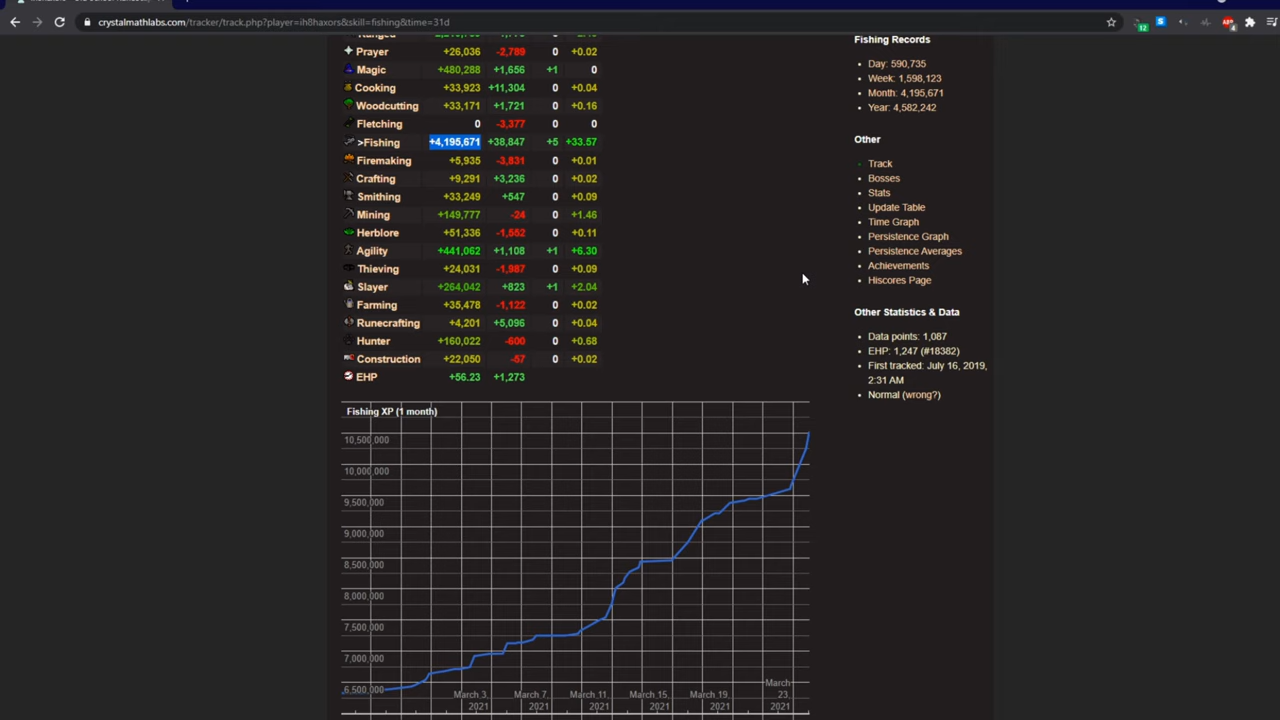 crystalmathlabs.com/tracker/track.php?player=ih8haxors&skill=fishing&time=31d
12
4
Prayer +26,036 -2,789 +0.02
Magic +480,288 +1,656 +1 0
Cooking +33,923 +11,304 0 +0.04
Woodcutting +33,171 +1,721 0 +0.16
Fletching 0 -3,377 0 0
>Fishing +4,195,671 +38,847 +5 +33.57
Firemaking +5,935 -3,831 0 +0.01
Crafting +9,291 +3,236 0 +0.02
Smithing +33,249 +547 0 +0.09
Mining +149,777 -24 0 +1.46
Herblore +51,336 -1,552 0 +0.11
Agility +441,062 +1,108 +1 +6.30
Thieving +24,031 -1,987 0 +0.09
Slayer +264,042 +823 +1 +2.04
Farming +35,478 -1,122 0 +0.02
Runecrafting +4,201 +5,096 0 +0.04
Hunter +160,022 -600 0 +0.68
Construction +22,050 -57 0 +0.02
EHP +56.23 +1,273
Fishing XP (1 month)
10,500,000
10,000,000
9,500,000
9,000,000
8,500,000
8,000,000
7,500,000
7,000,000
6,500,000
March 3, 2021
March 7, 2021
March 11, 2021
March 15, 2021
March 19, 2021
March 23, 2021
Fishing Records
Day: 590,735
Week: 1,598,123
Month: 4,195,671
Year: 4,582,242
Other
Track
Bosses
Stats
Update Table
Time Graph
Persistence Graph
Persistence Averages
Achievements
Hiscores Page
Other Statistics & Data
Data points: 1,087
EHP: 1,247 (#18382)
First tracked: July 16, 2019,
2:31 AM
Normal (wrong?)